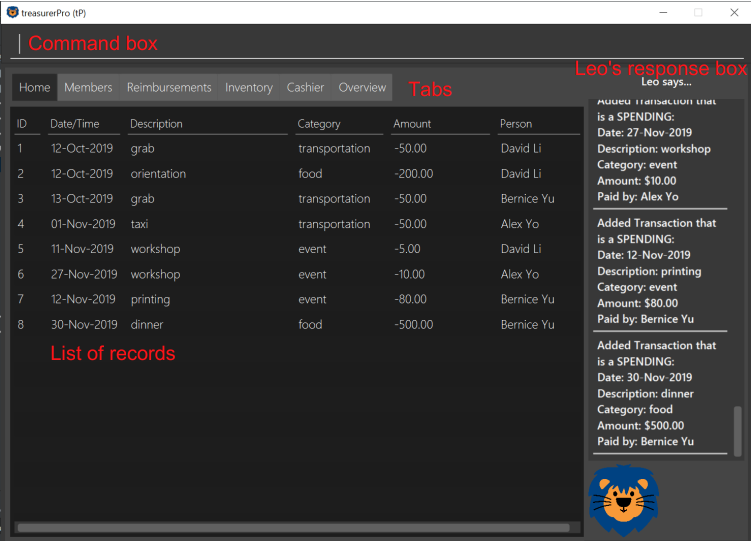 treasurerPro (tP)
Command box
Leo's response box
Home Members Reimbursements Inventory Cashier Overview
Tabs
Leo says...
ID Date/Time Description Category Amount Person
1 12-Oct-2019 grab transportation -50.00 David Li
2 12-Oct-2019 orientation food -200.00 David Li
3 13-Oct-2019 grab transportation -50.00 Bernice Yu
4 01-Nov-2019 taxi transportation -50.00 Alex Yo
5 11-Nov-2019 workshop event -5.00 David Li
6 27-Nov-2019 workshop event -10.00 Alex Yo
7 12-Nov-2019 printing event -80.00 Bernice Yu
8 30-Nov-2019 dinner food -500.00 Bernice Yu
List of records
Added Transaction that
is a SPENDING:
Date: 27-Nov-2019
Description: workshop
Category: event
Amount: $10.00
Paid by: Alex Yo
Added Transaction that
is a SPENDING:
Date: 12-Nov-2019
Description: printing
Category: event
Amount: $80.00
Paid by: Bernice Yu
Added Transaction that
is a SPENDING:
Date: 30-Nov-2019
Description: dinner
Category: food
Amount: $500.00
Paid by: Bernice Yu